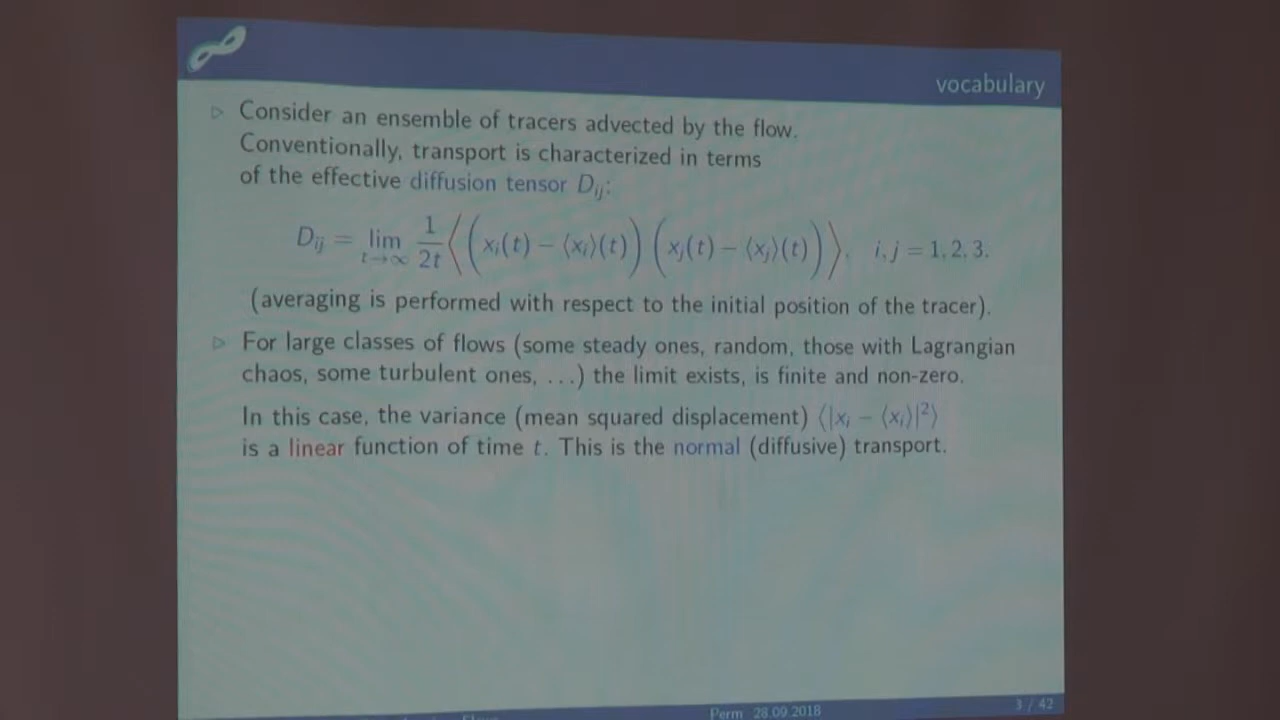 vocabulary
▷ Consider an ensemble of tracers advected by the flow.
Conventionally, transport is characterized in terms
of the effective diffusion tensor D_ij:
D_ij = lim_{t→∞} 1/2t ⟨(x_i(t) − ⟨x_i⟩(t)) (x_j(t) − ⟨x_j⟩(t))⟩. i, j = 1, 2, 3.
(averaging is performed with respect to the initial position of the tracer).
▷ For large classes of flows (some steady ones, random, those with Lagrangian
chaos, some turbulent ones, ...) the limit exists, is finite and non-zero.
In this case, the variance (mean squared displacement) ⟨|x_i − ⟨x_i⟩|²⟩
is a linear function of time t. This is the normal (diffusive) transport.
Perm 28.09.2018 3 / 42